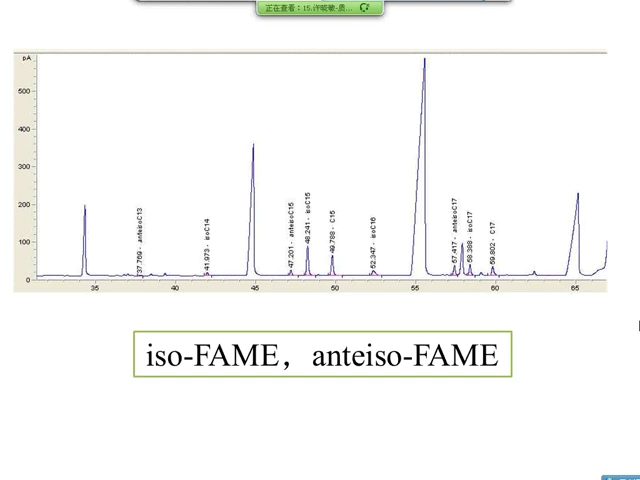 正在查看：15.许晓敏-质...
pA
500
400
300
200
100
0
37.769 - anteisoC13
41.973 - isoC14
47.201 - anteisoC15
48.241 - isoC15
49.788 - C15
52.347 - isoC16
57.417 - anteisoC17
58.388 - isoC17
59.802 - C17
35
40
45
50
55
60
65
iso-FAME，anteiso-FAME